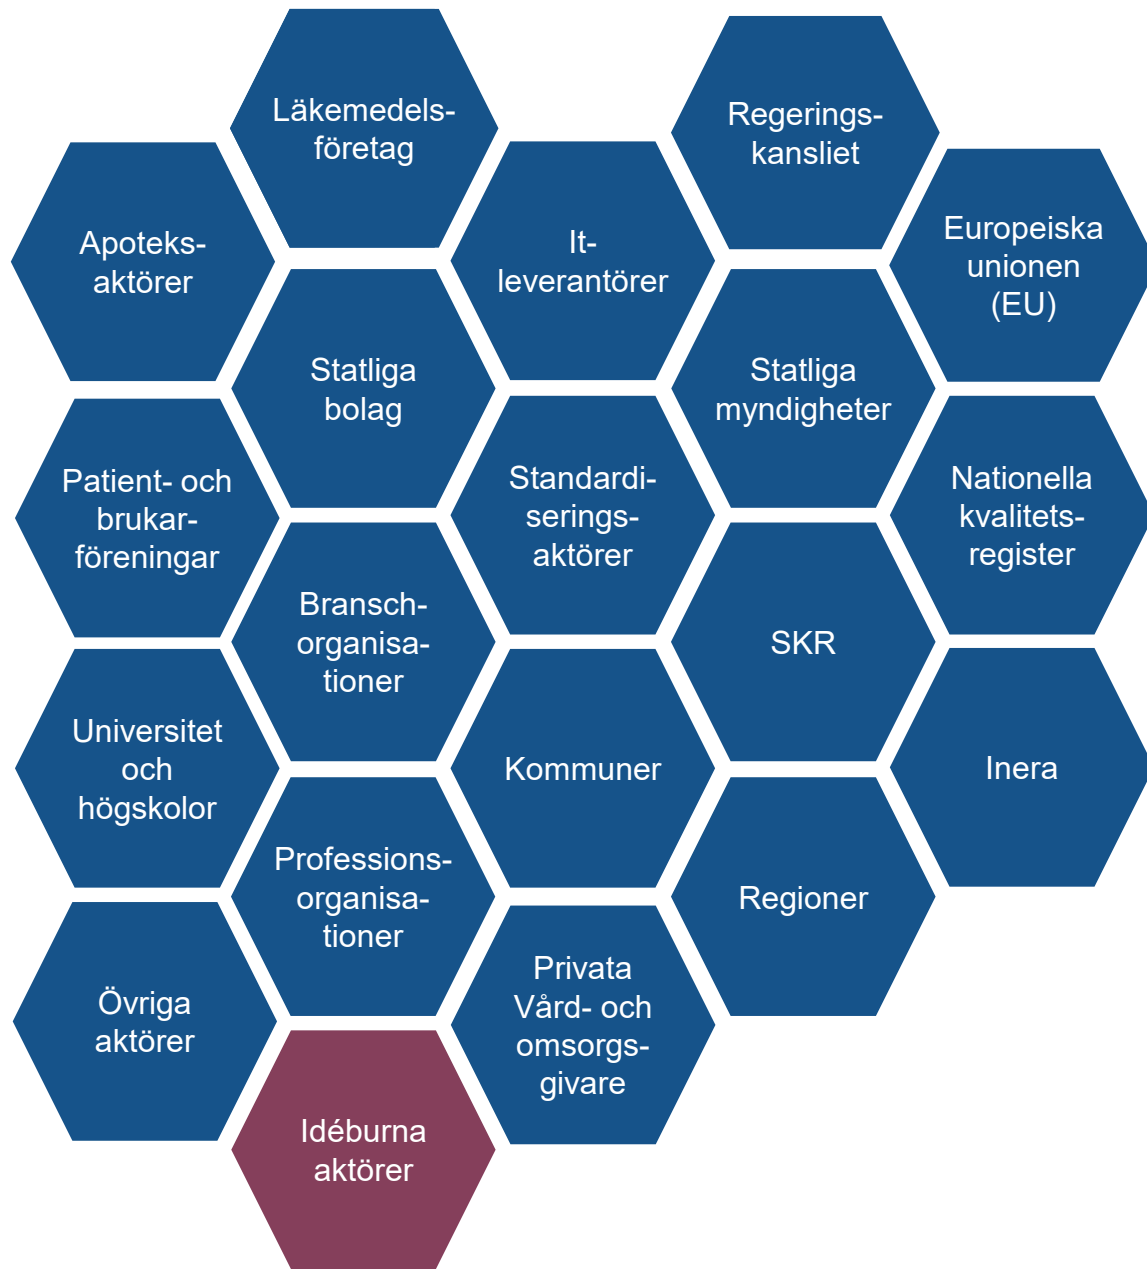 Läkemedels-
företag
Regerings-
kansliet
Apoteks-
aktörer
It-
leverantörer
Europeiska
unionen
(EU)
Statliga
bolag
Statliga
myndigheter
Patient- och
brukar-
föreningar
Standardi-
serings-
aktörer
Nationella
kvalitets-
register
Bransch-
organisa-
tioner
SKR
Universitet
och
högskolor
Kommuner
Inera
Professions-
organisa-
tioner
Regioner
Övriga
aktörer
Privata
Vård- och
omsorgs-
givare
Idéburna
aktörer